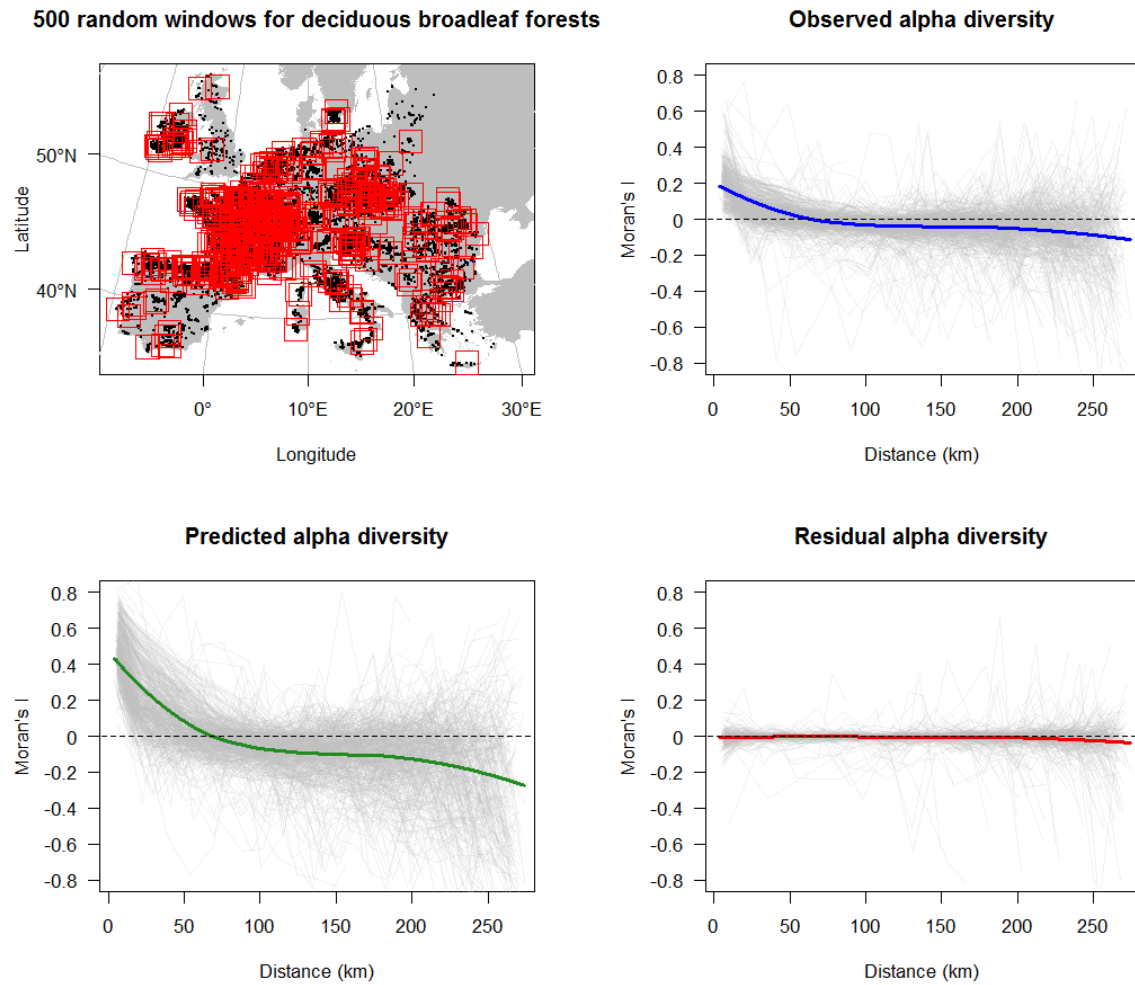 500 random windows for deciduous broadleaf forests
50°N
40°N
Latitude
0°
10°E
20°E
30°E
Longitude
Observed alpha diversity
0.8
0.6
0.4
0.2
0
-0.2
-0.4
-0.6
-0.8
Moran's I
0
50
100
150
200
250
Distance (km)
Predicted alpha diversity
0.8
0.6
0.4
0.2
0
-0.2
-0.4
-0.6
-0.8
Moran's I
0
50
100
150
200
250
Distance (km)
Residual alpha diversity
0.8
0.6
0.4
0.2
0
-0.2
-0.4
-0.6
-0.8
Moran's I
0
50
100
150
200
250
Distance (km)